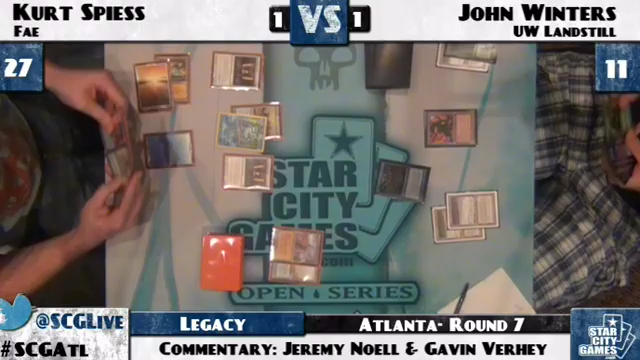 KURT SPIESS
FAE
1 VS 1
JOHN WINTERS
UW LANDSTILL
27
11
STAR
CITY
GAMES
.com
OPEN SERIES
@SCGLIVE
LEGACY
ATLANTA- ROUND 7
#SCGATL
COMMENTARY: JEREMY NOELL & GAVIN VERHEY
STAR
CITY
GAMES